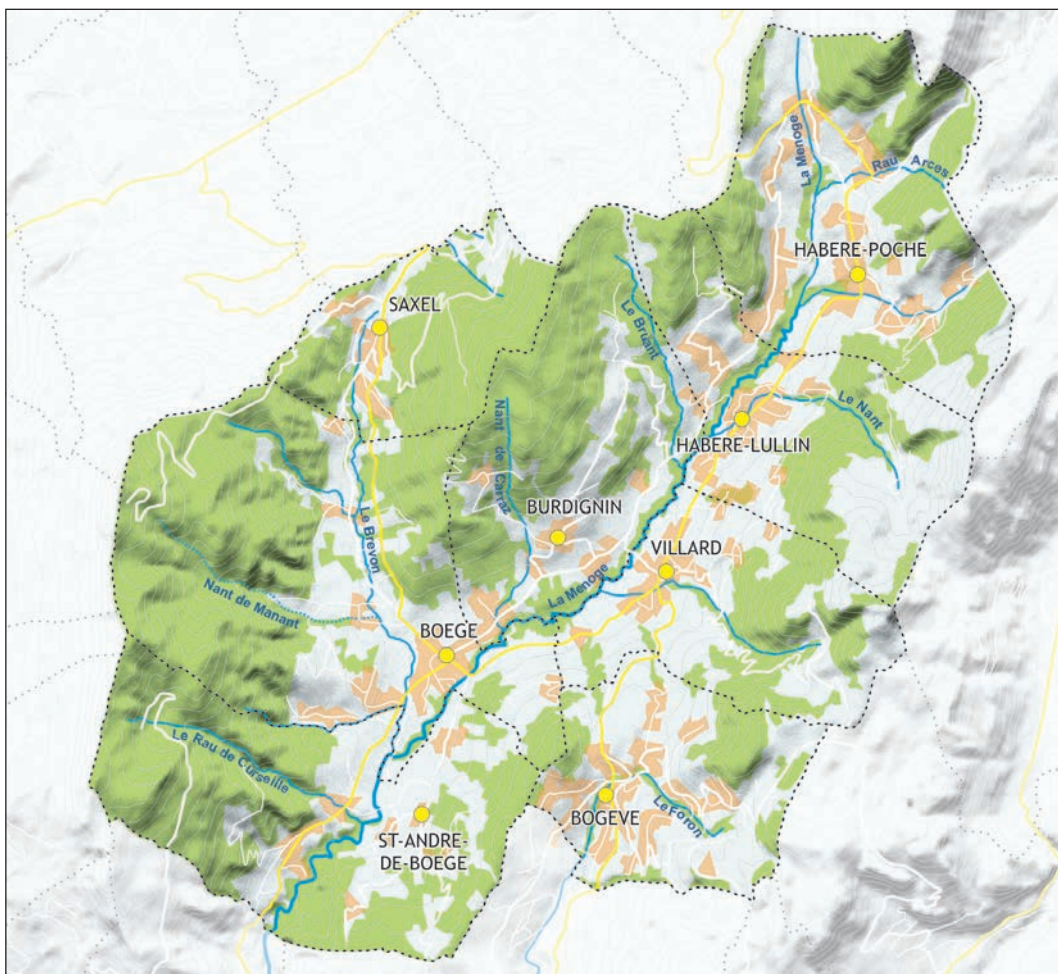 La Menoge
Rau Arces
HABERE-POCHE
SAXEL
Le Bruant
Le Nant
HABERE-LULLIN
Nant de Carraz
BURDIGNIN
Le Brevon
VILLARD
La Menoge
Nant de Manant
BOEGE
Le Rau de Curseille
BOGEVE
Le Foron
ST-ANDRE-
DE-BOEGE